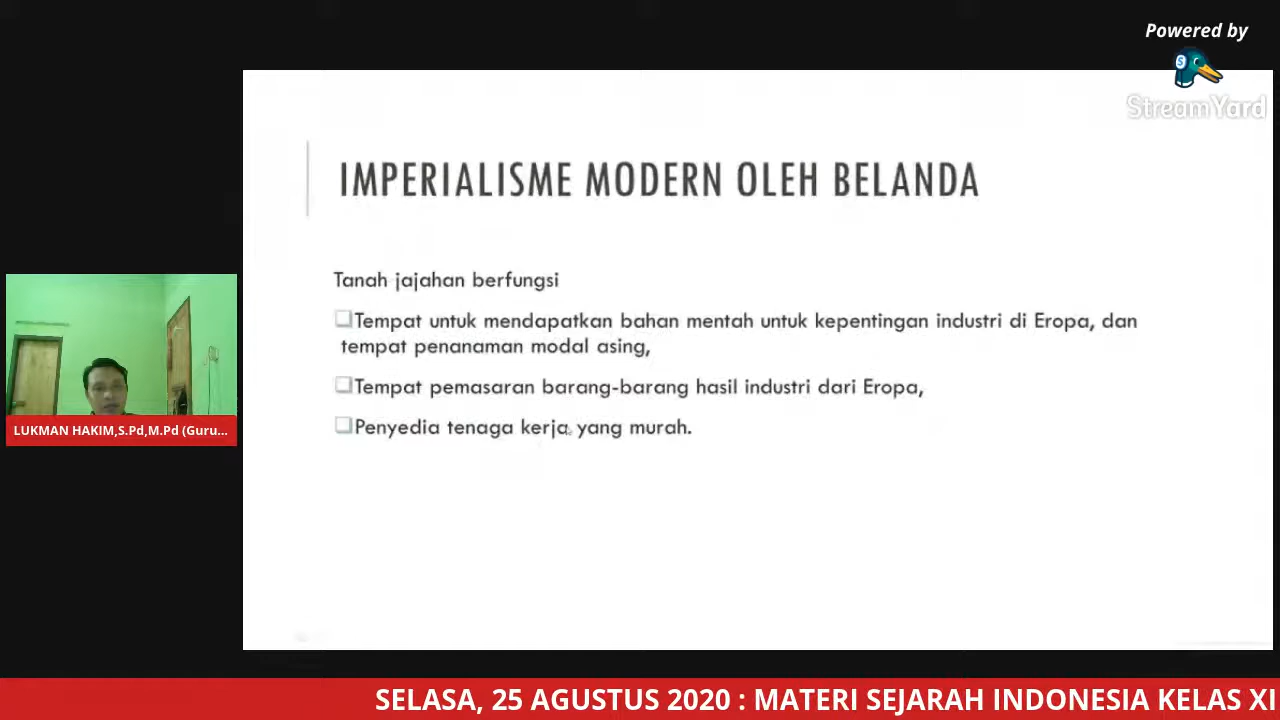 Powered by
StreamYard
IMPERIALISME MODERN OLEH BELANDA
Tanah jajahan berfungsi
❑Tempat untuk mendapatkan bahan mentah untuk kepentingan industri di Eropa, dan
tempat penanaman modal asing,
❑Tempat pemasaran barang-barang hasil industri dari Eropa,
❑Penyedia tenaga kerja yang murah.
LUKMAN HAKIM,S.Pd,M.Pd (Guru...
SELASA, 25 AGUSTUS 2020 : MATERI SEJARAH INDONESIA KELAS XI